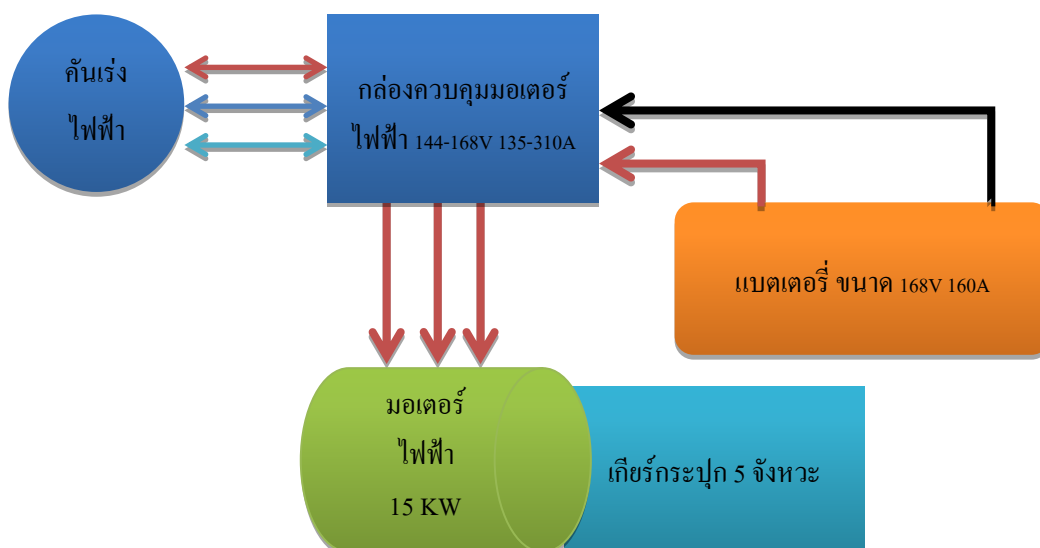 คันเร่ง
ไฟฟ้า
กล่องควบคุมมอเตอร์
ไฟฟ้า 144-168V 135-310A
แบตเตอรี่ ขนาด 168V 160A
มอเตอร์
ไฟฟ้า
15 KW
เกียร์กระปุก 5 จังหวะ